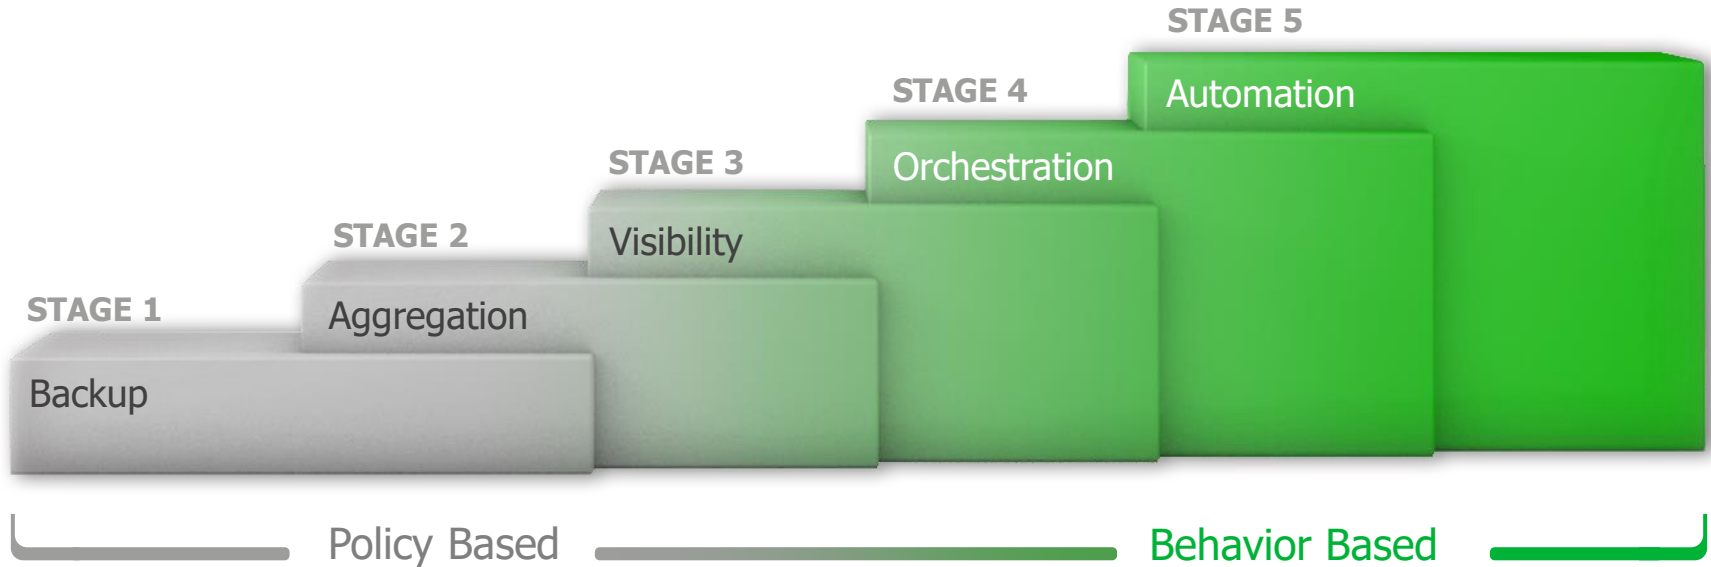 STAGE 1
Backup
STAGE 2
Aggregation
STAGE 3
Visibility
STAGE 4
Orchestration
STAGE 5
Automation
Policy Based
Behavior Based